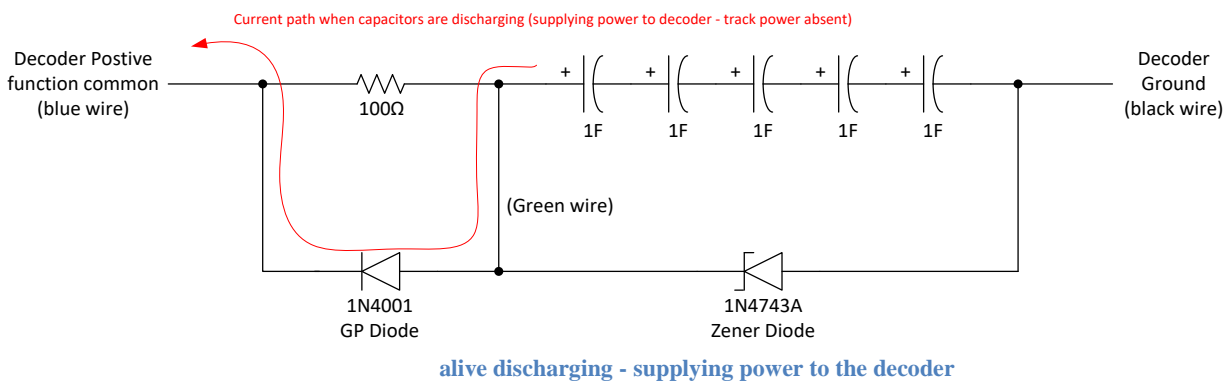 Current path when capacitors are discharging (supplying power to decoder - track power absent)
Decoder Postive
function common
(blue wire)
100Ω
+
+
+
+
+
1F
1F
1F
1F
1F
Decoder
Ground
(black wire)
(Green wire)
1N4001
GP Diode
1N4743A
Zener Diode
alive discharging - supplying power to the decoder